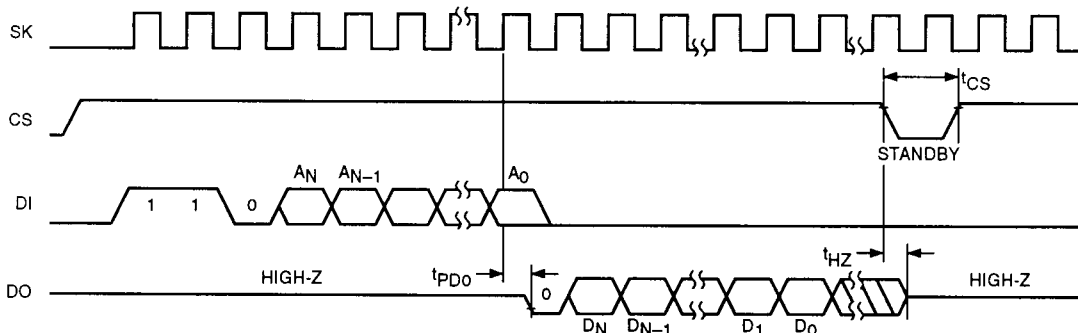 SK
CS
t_CS
STANDBY
DI
1 1 0 A_N A_N–1 A_0
DO
HIGH-Z
t_PD0
0
D_N D_N–1 D_1 D_0
t_HZ
HIGH-Z